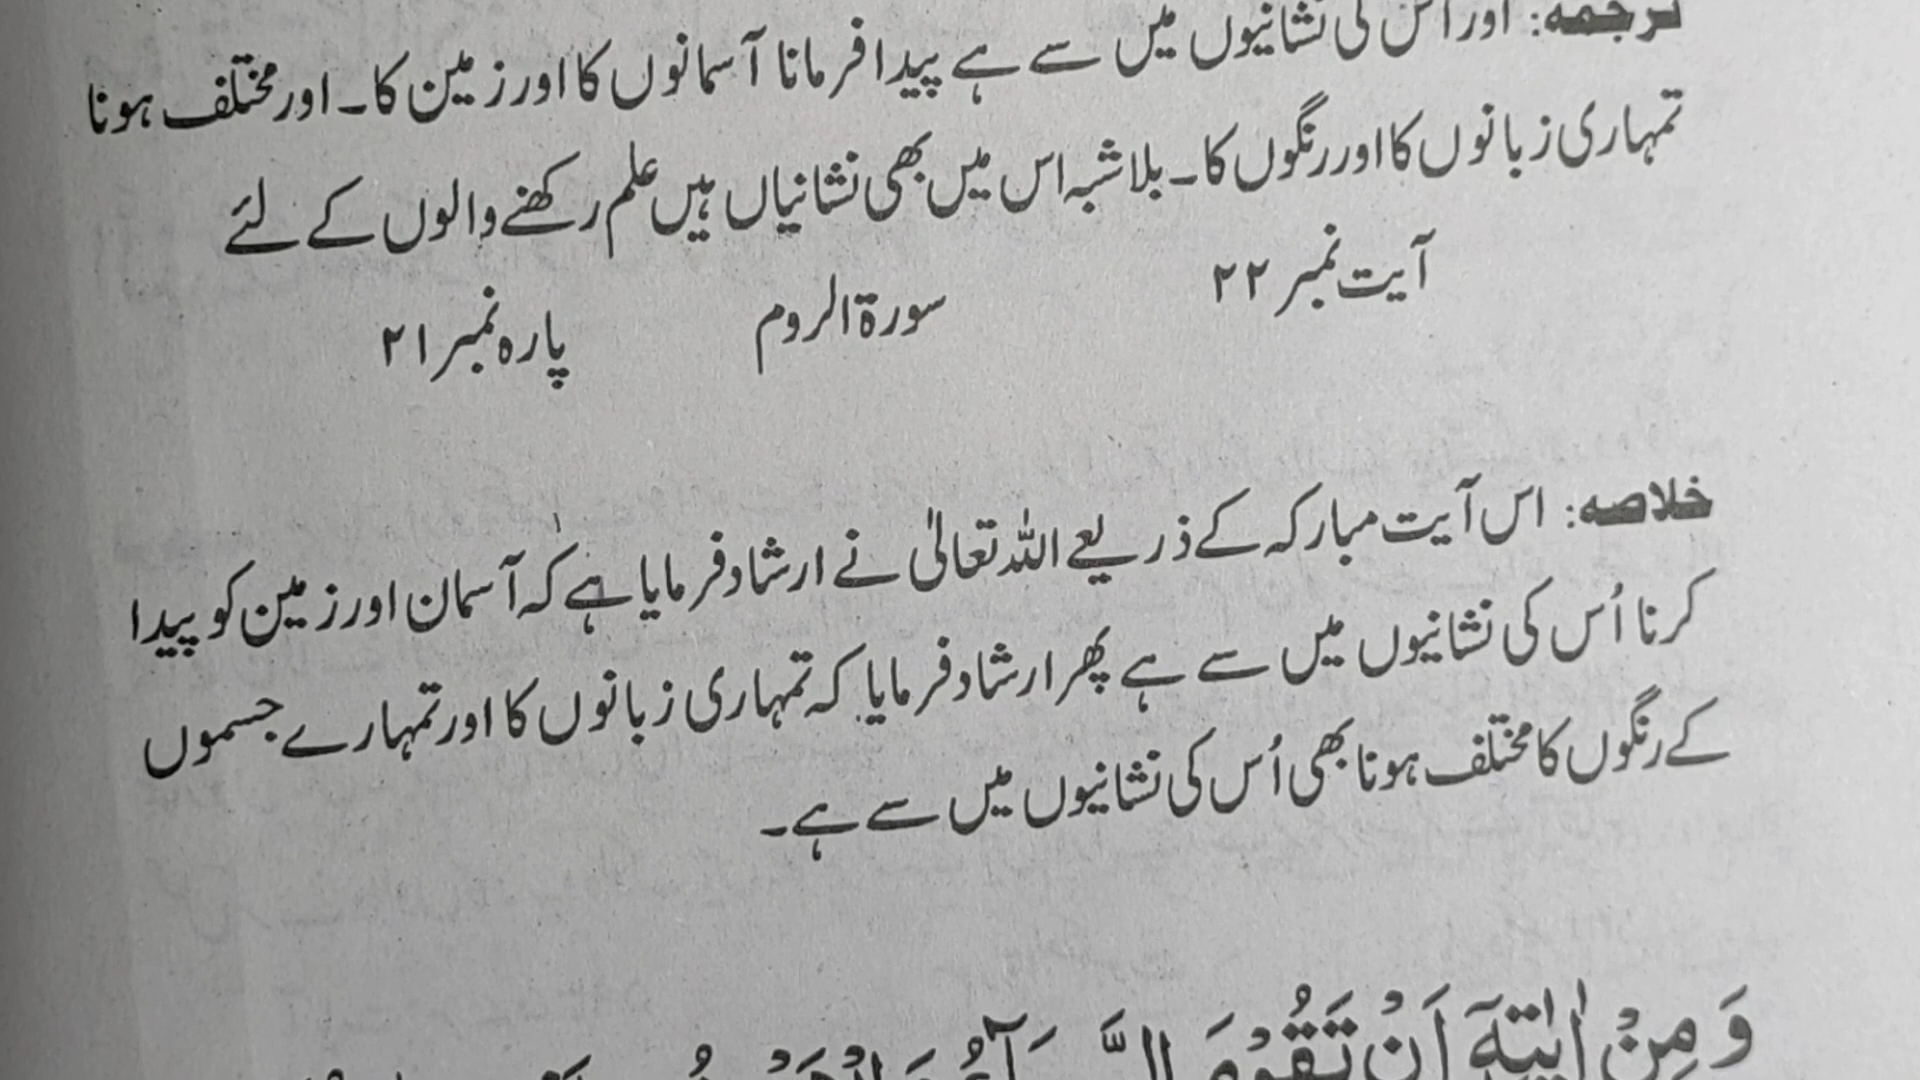 ترجمہ: اور اس کی نشانیوں میں سے ہے پیدا فرمانا آسمانوں کا اور زمین کا۔ اور مختلف ہونا
تمہاری زبانوں کا اور رنگوں کا۔ بلاشبہ اس میں بھی نشانیاں ہیں علم رکھنے والوں کے لئے
آیت نمبر ۲۲ سورۃ الروم پارہ نمبر ۲۱
خلاصہ: اس آیت مبارکہ کے ذریعے اللہ تعالیٰ نے ارشاد فرمایا ہے کہ آسمان اور زمین کو پیدا
کرنا اُس کی نشانیوں میں سے ہے پھر ارشاد فرمایا کہ تمہاری زبانوں کا اور تمہارے جسموں
کے رنگوں کا مختلف ہونا بھی اُس کی نشانیوں میں سے ہے۔
وَ مِنْ اٰیٰتِهٖۤ اَنْ تَقُوْمَ